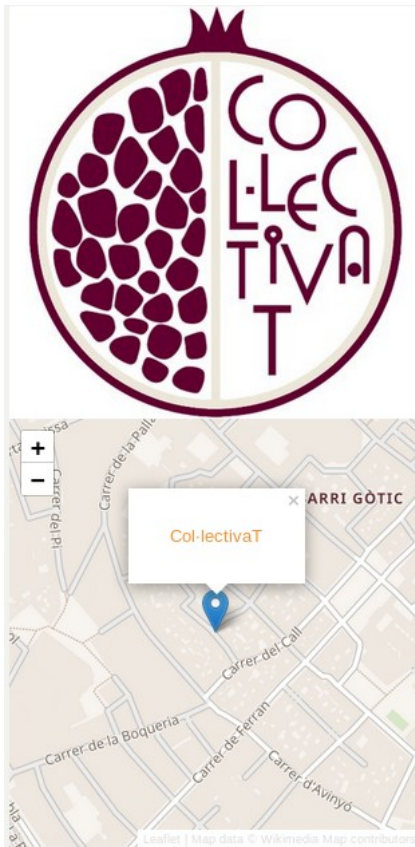 CO
L·LEC
TIVA
T
+
−
Carrer de la Palla
Carrer del Pi
×
ARRI GÒTIC
Col·lectivaT
Carrer del Call
Carrer de la Boqueria
Carrer de Ferran
Carrer d'Avinyó
Leaflet | Map data © Wikimedia Map contributors